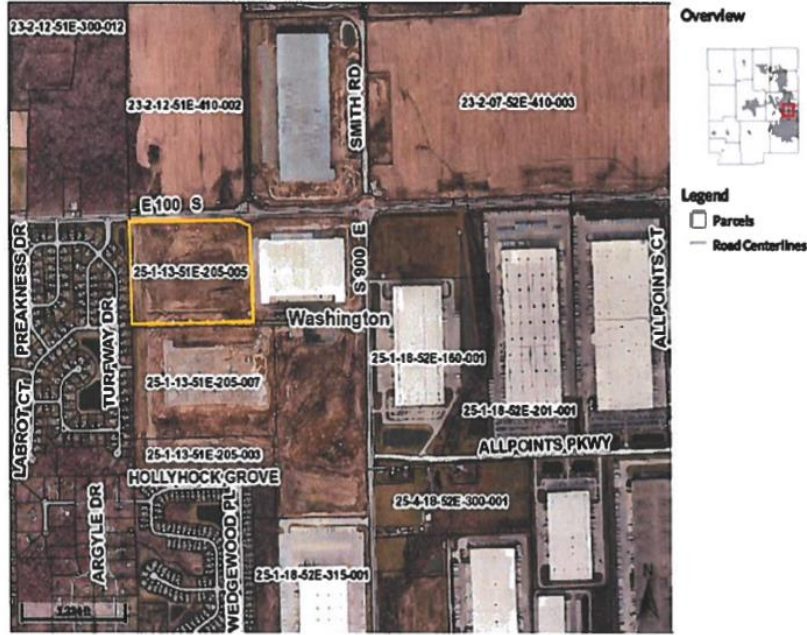 Overview
23-2-12-51E-300-012
23-2-12-51E-410-002
SMITH RD
23-2-07-52E-410-003
Legend
Parcels
Road Centerlines
E 100 S
PREAKNESS DR
25-1-13-51E-205-005
S 900 E
ALLPOINTS CT
Washington
TURFWAY DR
LABROT CT
25-1-13-51E-205-007
25-1-18-52E-160-001
25-1-18-52E-201-001
25-1-13-51E-205-003
ALLPOINTS PKWY
HOLLYHOCK GROVE
ARGYLE DR
WEDGEWOOD PL
25-4-18-52E-300-001
25-1-18-52E-315-001
N